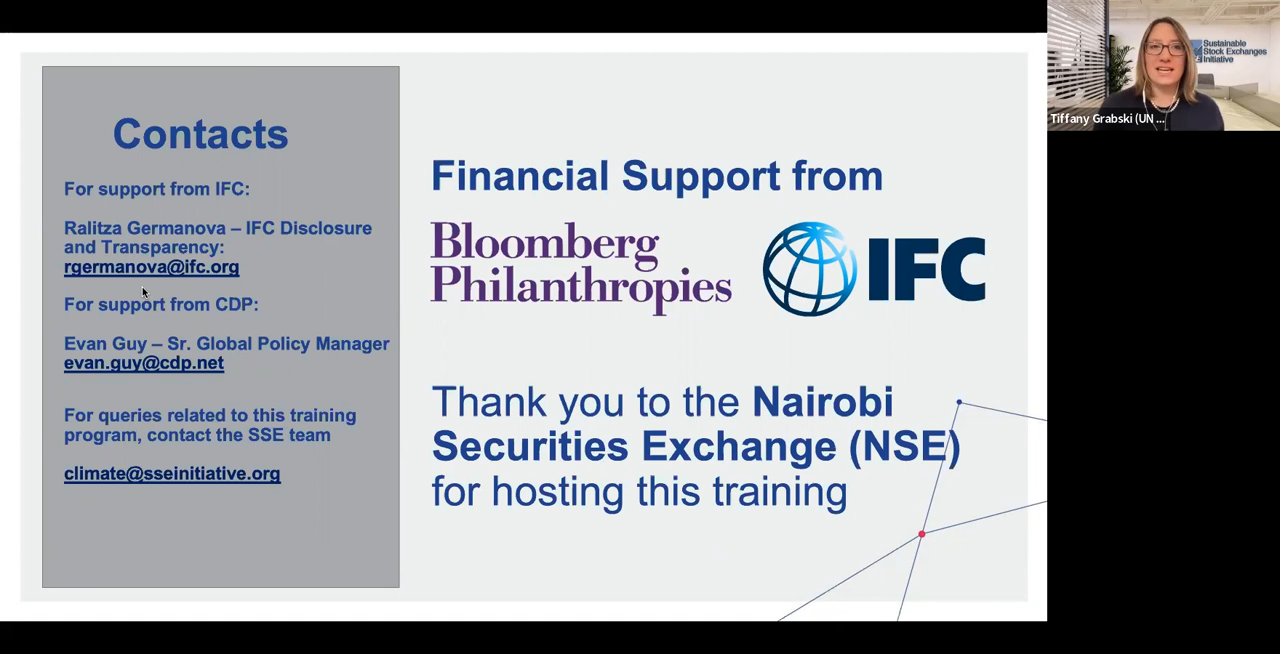 Contacts
For support from IFC:
Ralitza Germanova – IFC Disclosure
and Transparency:
rgermanova@ifc.org
For support from CDP:
Evan Guy – Sr. Global Policy Manager
evan.guy@cdp.net
For queries related to this training
program, contact the SSE team
climate@sseinitiative.org
Financial Support from
Bloomberg
Philanthropies
IFC
Thank you to the Nairobi
Securities Exchange (NSE)
for hosting this training
Sustainable
Stock Exchanges
Initiative
Tiffany Grabski (UN ...